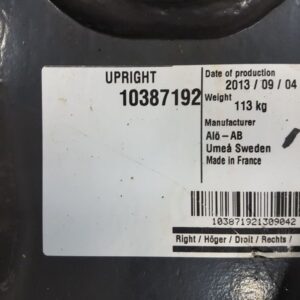 UPRIGHT
10387192
Date of production
2013 / 09 / 04
Weight
113 kg
Manufacturer
Alö – AB
Umeå Sweden
Made in France
103871921309042
Right / Höger / Droit / Rechts /